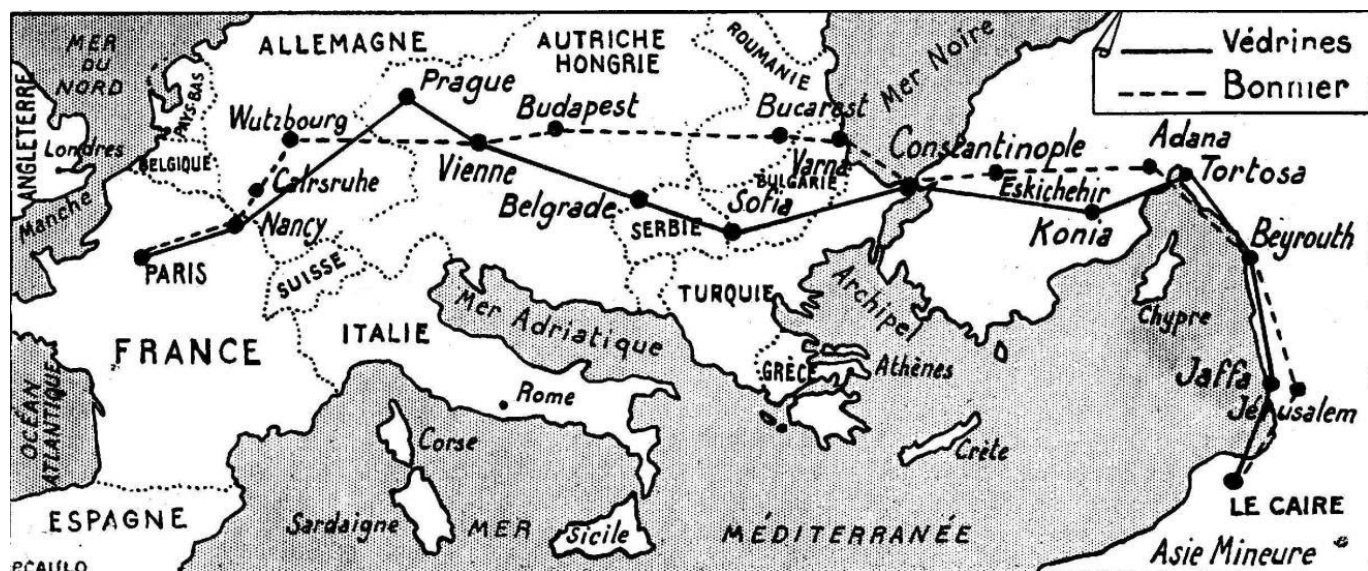 MER
DU
NORD
ALLEMAGNE
AUTRICHE
HONGRIE
ROUMANIE
Mer Noire
Védrines
Bonnier
ANGLETERRE
Londres
PAYS-BAS
BELGIQUE
Manche
Prague
Wutzbourg
Budapest
Bucarest
Calrsruhe
Vienne
Varna
Constantinople
Adana
Tortosa
BULGARIE
Eskichehir
Nancy
Belgrade
SERBIE
Sofia
Konia
Beyrouth
PARIS
SUISSE
TURQUIE
Archipel
Chypre
Mer Adriatique
ITALIE
FRANCE
GRÈCE
Athènes
Jaffa
Jérusalem
OCÉAN
ATLANTIQUE
Rome
Corse
Crète
ESPAGNE
Sardaigne
MER
Sicile
MÉDITERRANÉE
LE CAIRE
Asie Mineure